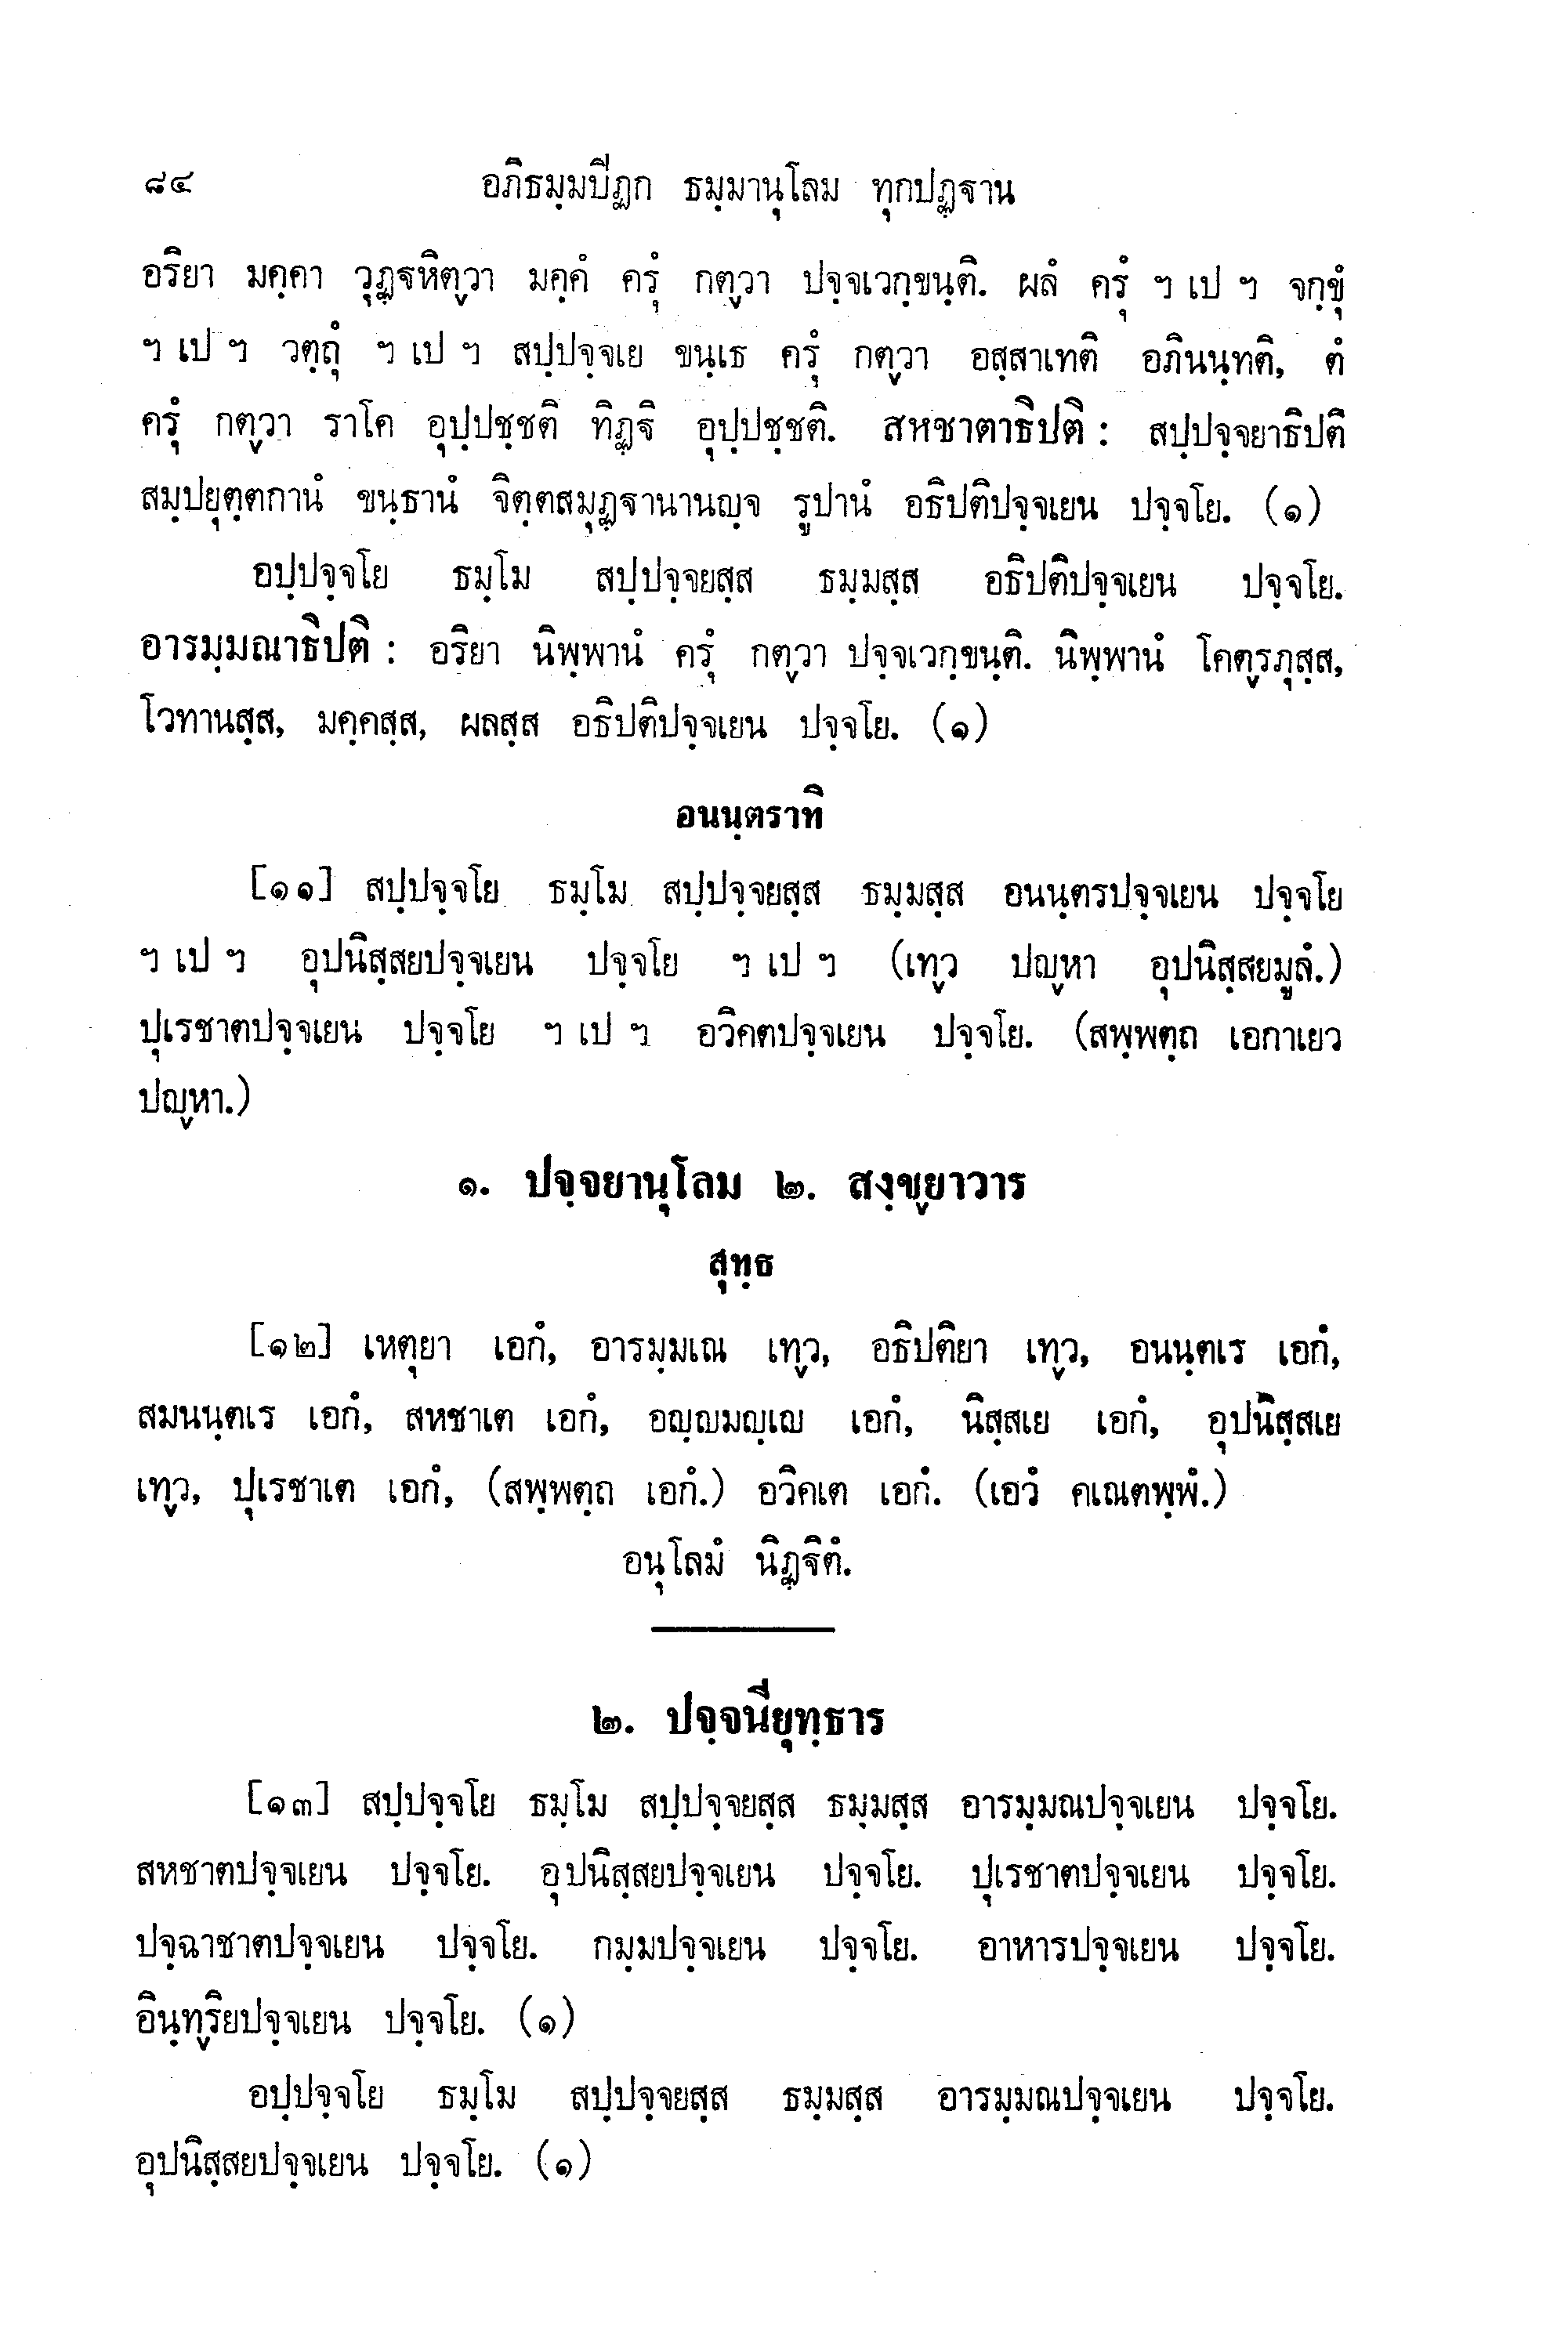 ๘๔ อภิธมฺมปิฏก ธมฺมานุโลม ทุกปฏฺฐาน
อริยา มคฺคา วุฏฺฐหิตฺวา มคฺคํ ครุํ กตฺวา ปจฺจเวกฺขนฺติ. ผลํ ครุํ ฯ เป ฯ จกฺขุํ
ฯ เป ฯ วตฺถุํ ฯ เป ฯ สปฺปจฺจเย ขนฺเธ ครุํ กตฺวา อสฺสาเทติ อภินนฺทติ, ตํ
ครุํ กตฺวา ราโค อุปฺปชฺชติ ทิฏฺฐิ อุปฺปชฺชติ. สหชาตาธิปติ : สปฺปจฺจยาธิปติ
สมฺปยุตฺตกานํ ขนฺธานํ จิตฺตสมุฏฺฐานานญฺจ รูปานํ อธิปติปจฺจเยน ปจฺจโย. (๑)
อปฺปจฺจโย ธมฺโม สปฺปจฺจยสฺส ธมฺมสฺส อธิปติปจฺจเยน ปจฺจโย.
อารมฺมณาธิปติ : อริยา นิพฺพานํ ครุํ กตฺวา ปจฺจเวกฺขนฺติ. นิพฺพานํ โคตฺรภุสฺส,
โวทานสฺส, มคฺคสฺส, ผลสฺส อธิปติปจฺจเยน ปจฺจโย. (๑)
อนนฺตราทิ
[๑๑] สปฺปจฺจโย ธมฺโม สปฺปจฺจยสฺส ธมฺมสฺส อนนฺตรปจฺจเยน ปจฺจโย
ฯ เป ฯ อุปนิสฺสยปจฺจเยน ปจฺจโย ฯ เป ฯ (เทฺว ปญฺหา อุปนิสฺสยมูลํ.)
ปุเรชาตปจฺจเยน ปจฺจโย ฯ เป ฯ อวิคตปจฺจเยน ปจฺจโย. (สพฺพตฺถ เอกาเยว
ปญฺหา.)
๑. ปจฺจยานุโลม ๒. สงฺขฺยาวาร
สุทฺธ
[๑๒] เหตุยา เอกํ, อารมฺมเณ เทฺว, อธิปติยา เทฺว, อนนฺตเร เอกํ,
สมนนฺตเร เอกํ, สหชาเต เอกํ, อญฺญมญฺเญ เอกํ, นิสฺสเย เอกํ, อุปนิสฺสเย
เทฺว, ปุเรชาเต เอกํ, (สพฺพตฺถ เอกํ.) อวิคเต เอกํ. (เอวํ คเณตพฺพํ.)
อนุโลมํ นิฏฺฐิตํ.
๒. ปจฺจนียุทฺธาร
[๑๓] สปฺปจฺจโย ธมฺโม สปฺปจฺจยสฺส ธมฺมสฺส อารมฺมณปจฺจเยน ปจฺจโย.
สหชาตปจฺจเยน ปจฺจโย. อุปนิสฺสยปจฺจเยน ปจฺจโย. ปุเรชาตปจฺจเยน ปจฺจโย.
ปจฺฉาชาตปจฺจเยน ปจฺจโย. กมฺมปจฺจเยน ปจฺจโย. อาหารปจฺจเยน ปจฺจโย.
อินฺทฺริยปจฺจเยน ปจฺจโย. (๑)
อปฺปจฺจโย ธมฺโม สปฺปจฺจยสฺส ธมฺมสฺส อารมฺมณปจฺจเยน ปจฺจโย.
อุปนิสฺสยปจฺจเยน ปจฺจโย. (๑)